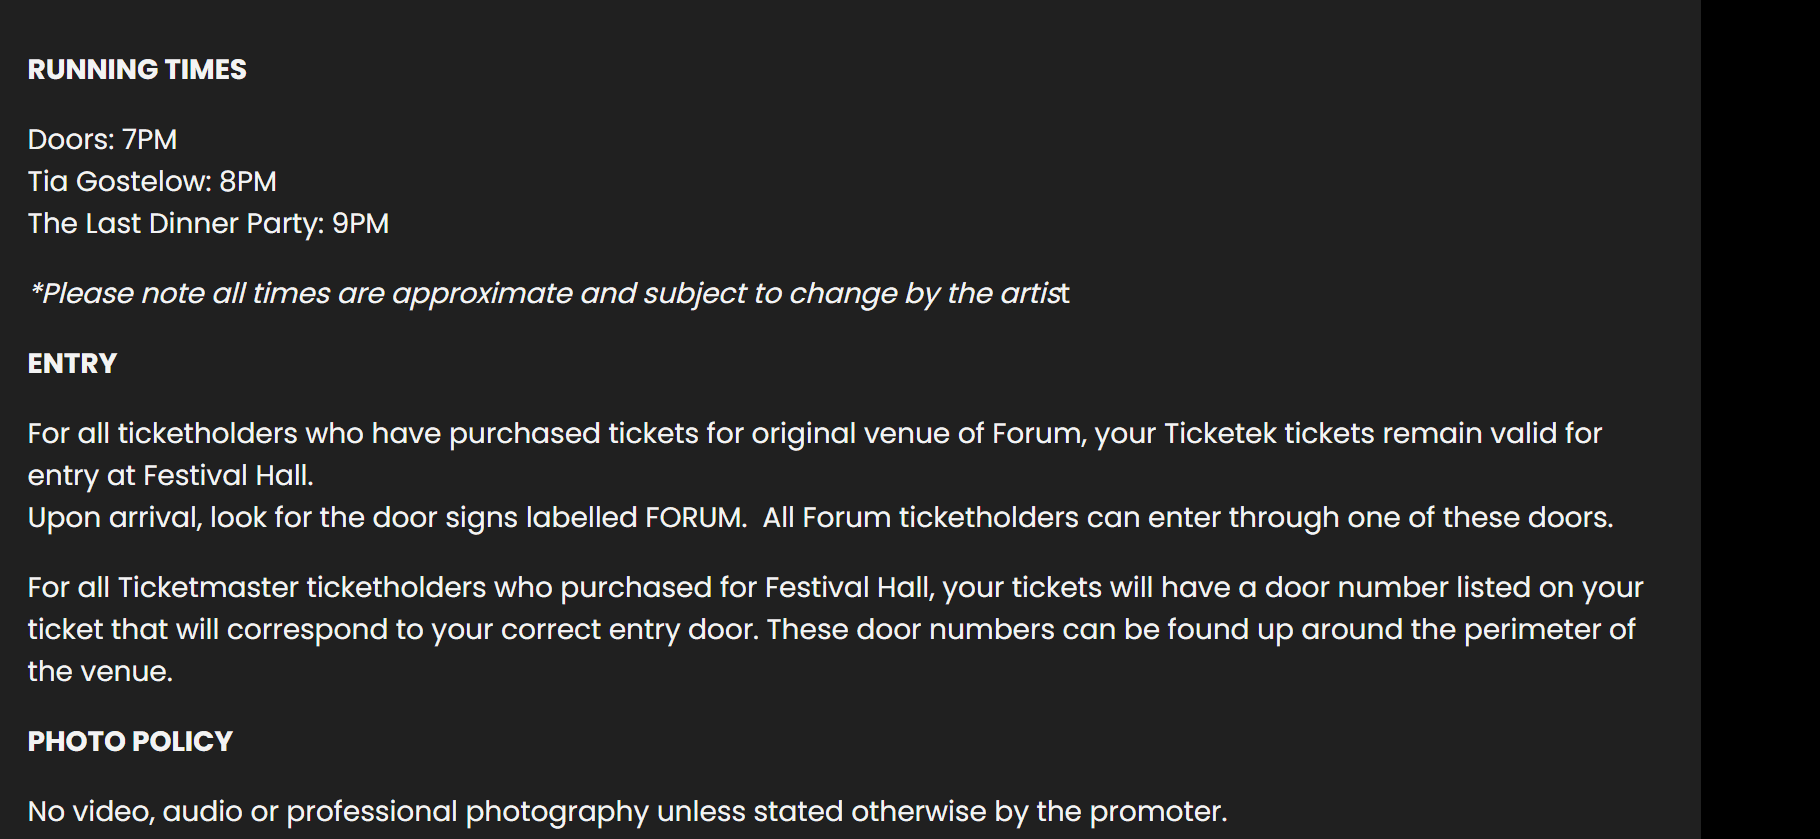 RUNNING TIMES
Doors: 7PM
Tia Gostelow: 8PM
The Last Dinner Party: 9PM
*Please note all times are approximate and subject to change by the artist
ENTRY
For all ticketholders who have purchased tickets for original venue of Forum, your Ticketek tickets remain valid for
entry at Festival Hall.
Upon arrival, look for the door signs labelled FORUM.  All Forum ticketholders can enter through one of these doors.
For all Ticketmaster ticketholders who purchased for Festival Hall, your tickets will have a door number listed on your
ticket that will correspond to your correct entry door. These door numbers can be found up around the perimeter of
the venue.
PHOTO POLICY
No video, audio or professional photography unless stated otherwise by the promoter.